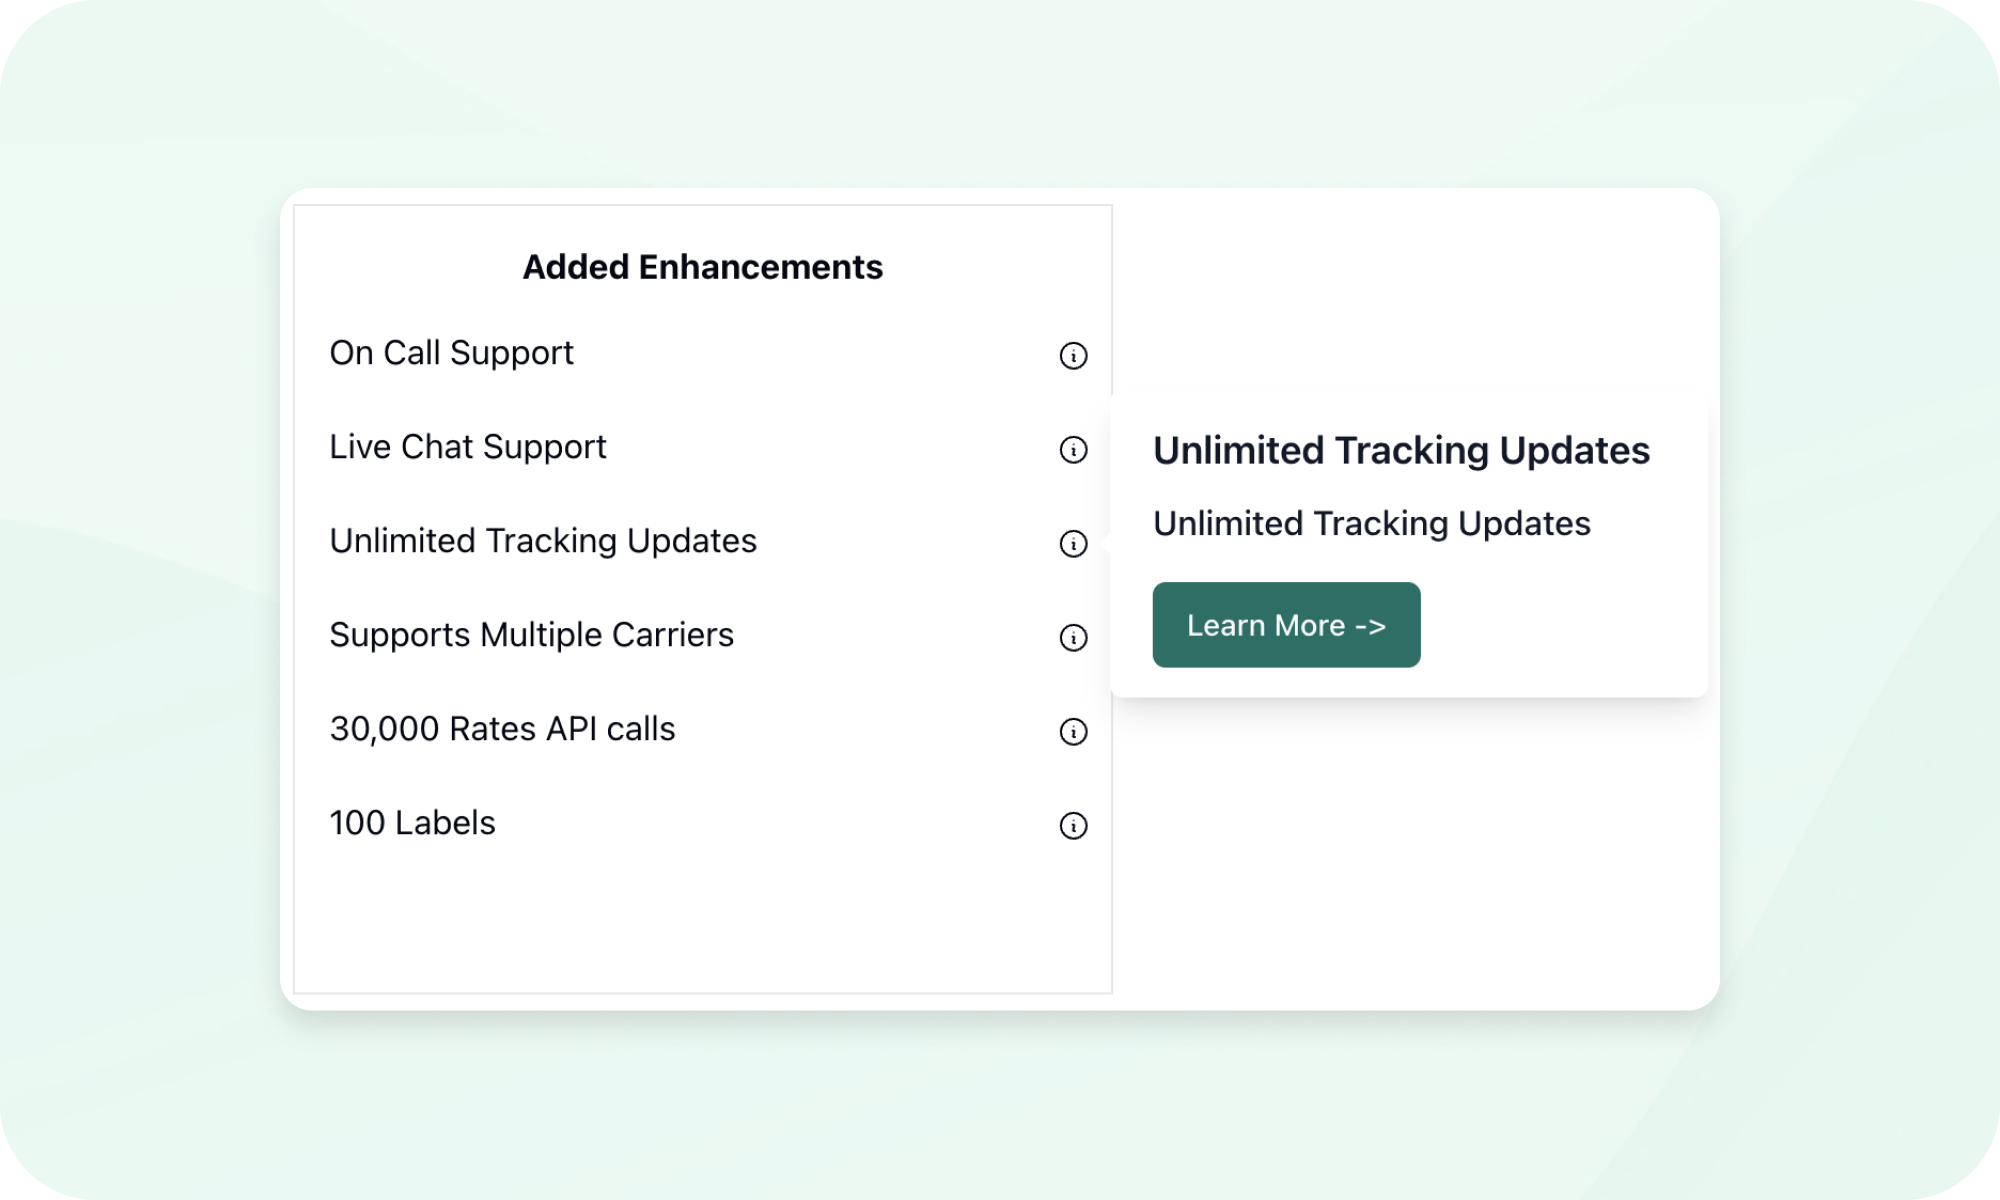 Added Enhancements
On Call Support
Live Chat Support
Unlimited Tracking Updates
Supports Multiple Carriers
30,000 Rates API calls
100 Labels
Unlimited Tracking Updates
Unlimited Tracking Updates
Learn More ->